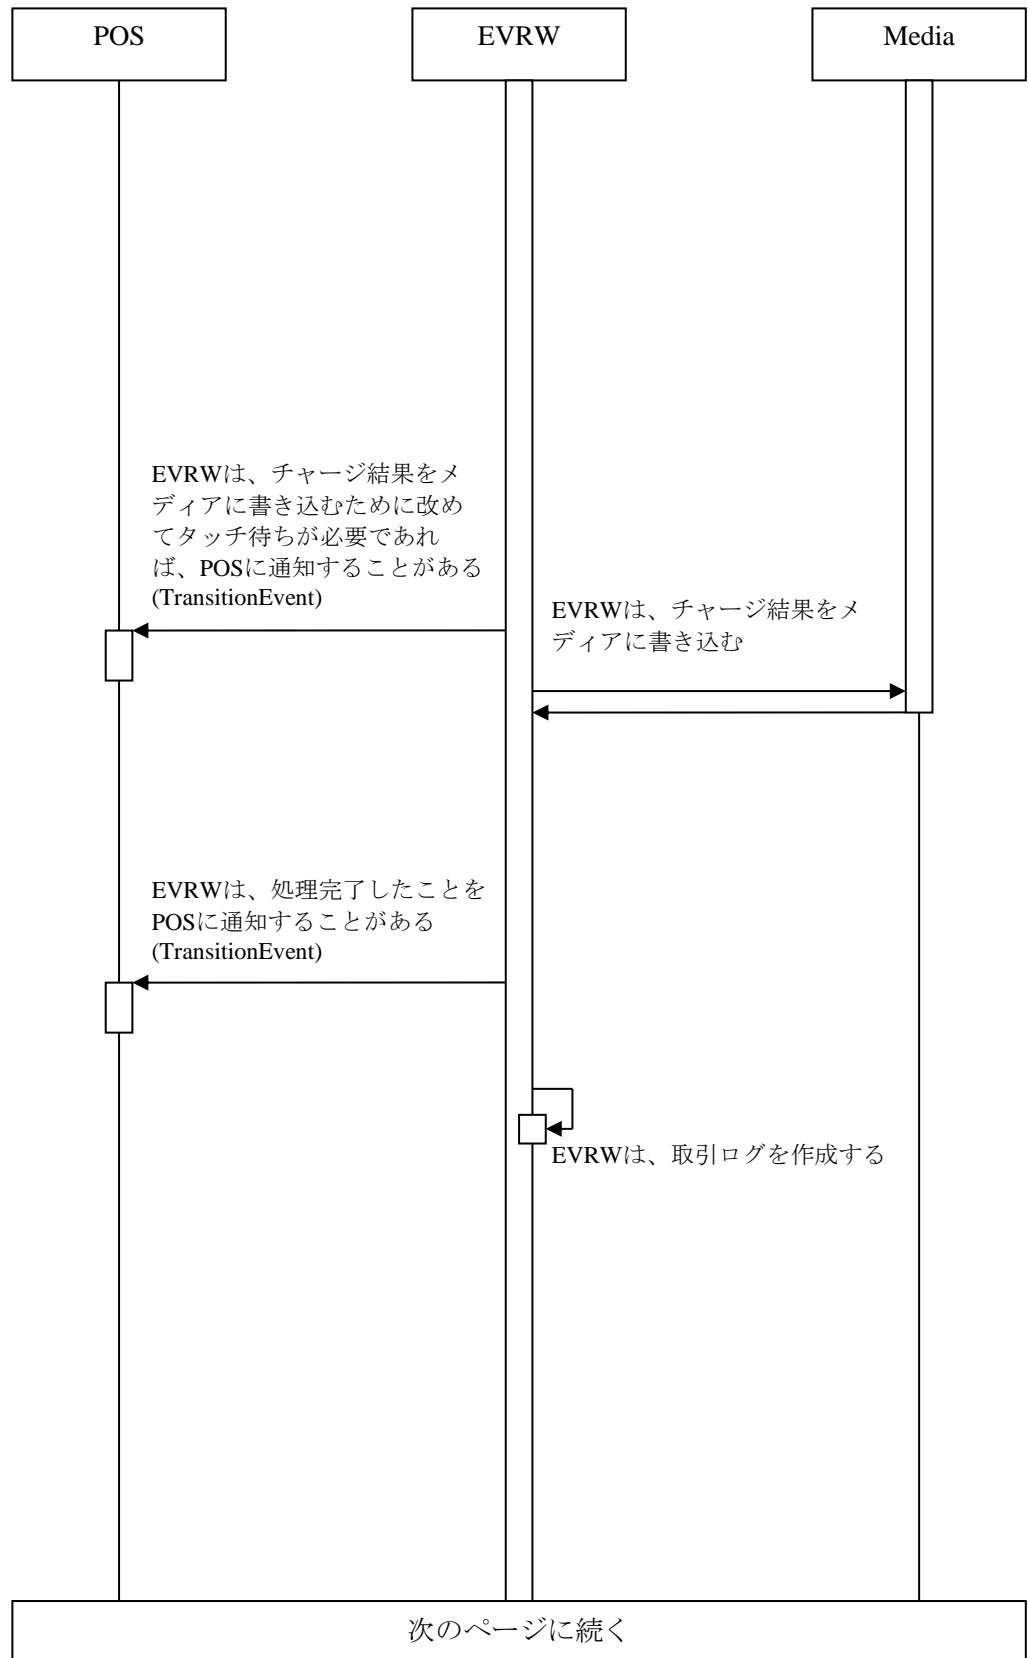 POS
EVRW
Media
EVRWは、チャージ結果をメ
ディアに書き込むために改め
てタッチ待ちが必要であれ
ば、POSに通知することがある
(TransitionEvent)
EVRWは、チャージ結果をメ
ディアに書き込む
EVRWは、処理完了したことを
POSに通知することがある
(TransitionEvent)
EVRWは、取引ログを作成する
次のページに続く